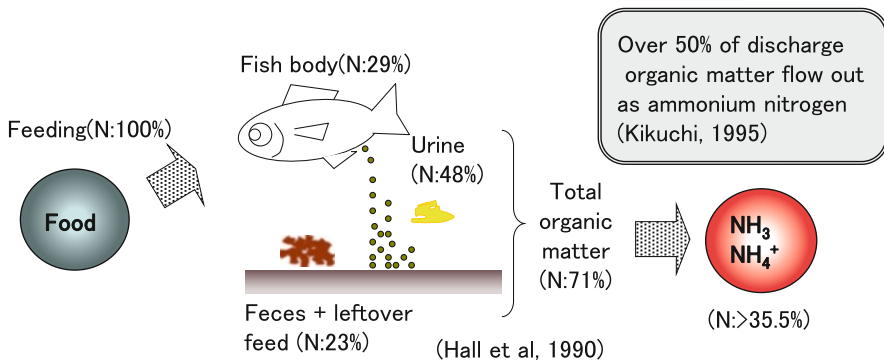 Feeding(N:100%)
Food
Fish body(N:29%)
Urine
(N:48%)
Feces + leftover
feed (N:23%)
(Hall et al, 1990)
Total
organic
matter
(N:71%)
Over 50% of discharge
organic matter flow out
as ammonium nitrogen
(Kikuchi, 1995)
NH₃
NH₄⁺
(N:>35.5%)